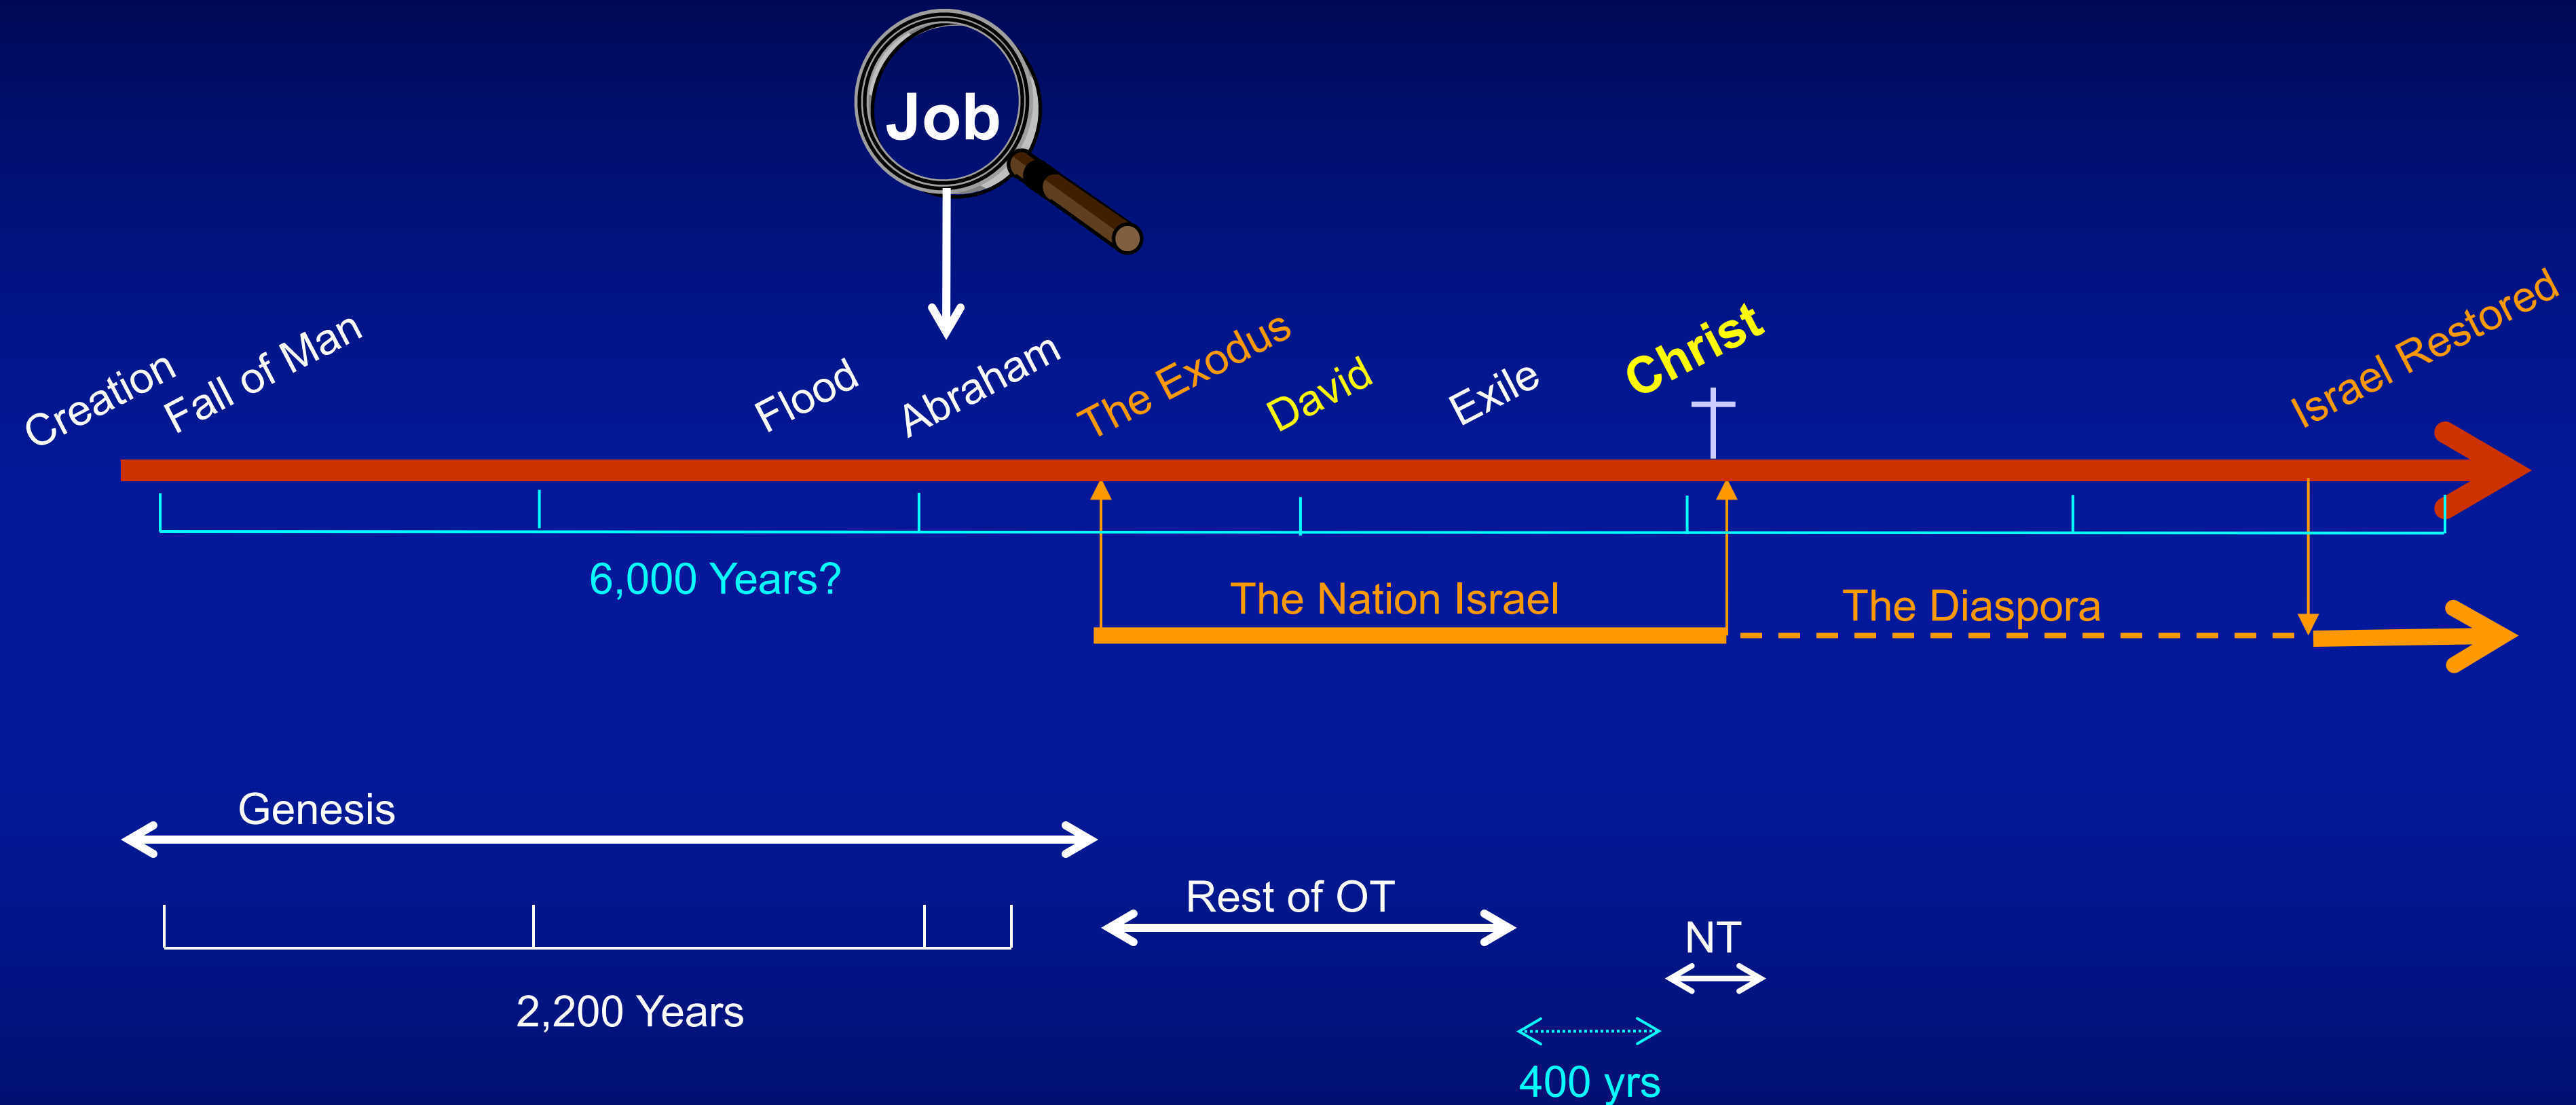 Job
Creation
Fall of Man
Flood
Abraham
The Exodus
David
Exile
Christ
Israel Restored
6,000 Years?
The Nation Israel
The Diaspora
Genesis
Rest of OT
NT
2,200 Years
400 yrs